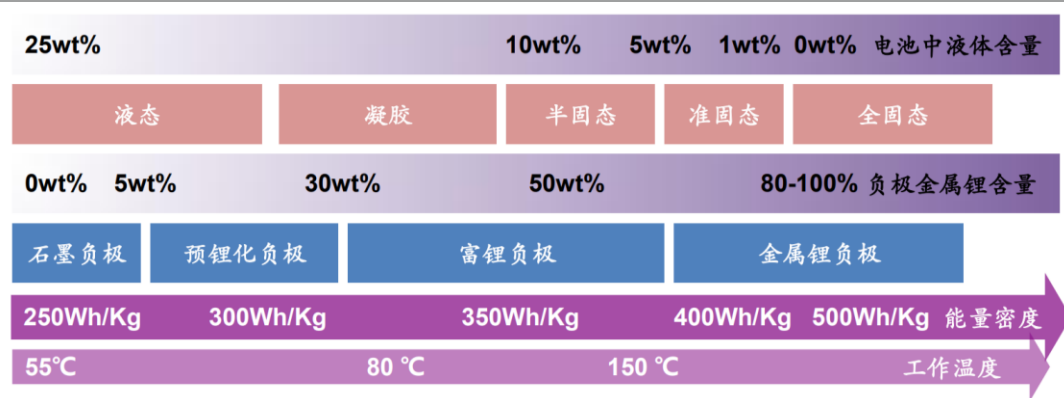 25wt% 10wt% 5wt% 1wt% 0wt% 电池中液体含量
液态 凝胶 半固态 准固态 全固态
0wt% 5wt% 30wt% 50wt% 80-100% 负极金属锂含量
石墨负极 预锂化负极 富锂负极 金属锂负极
250Wh/Kg 300Wh/Kg 350Wh/Kg 400Wh/Kg 500Wh/Kg 能量密度
55℃ 80 ℃ 150 ℃ 工作温度